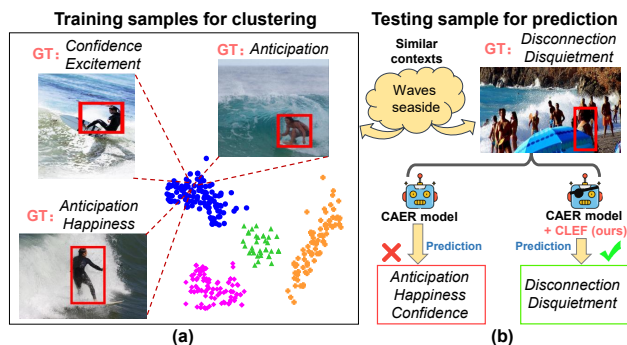 Training samples for clustering
GT: Confidence
Excitement
GT: Anticipation
GT: Anticipation
Happiness
(a)
Testing sample for prediction
Similar
contexts
GT: Disconnection
Disquietment
Waves
seaside
CAER model
CAER model
+ CLEF (ours)
Prediction
Prediction
Anticipation
Happiness
Confidence
Disconnection
Disquietment
(b)